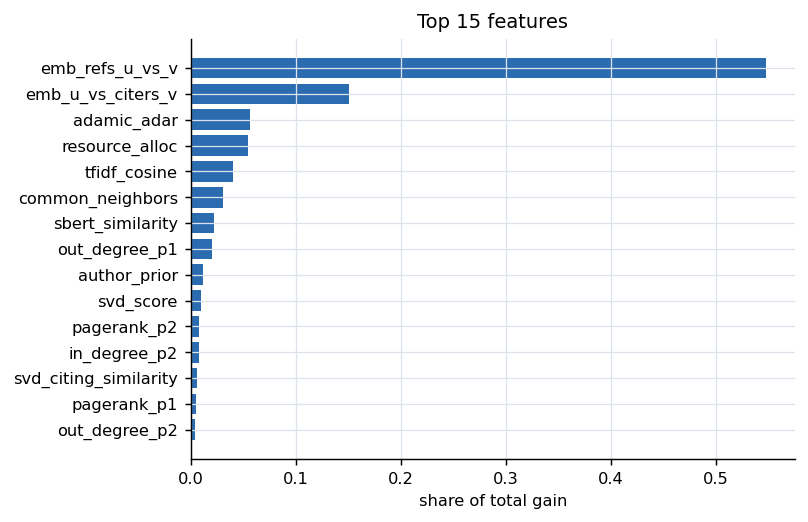 Top 15 features
emb_refs_u_vs_v
emb_u_vs_citers_v
adamic_adar
resource_alloc
tfidf_cosine
common_neighbors
sbert_similarity
out_degree_p1
author_prior
svd_score
pagerank_p2
in_degree_p2
svd_citing_similarity
pagerank_p1
out_degree_p2
0.0 0.1 0.2 0.3 0.4 0.5
share of total gain